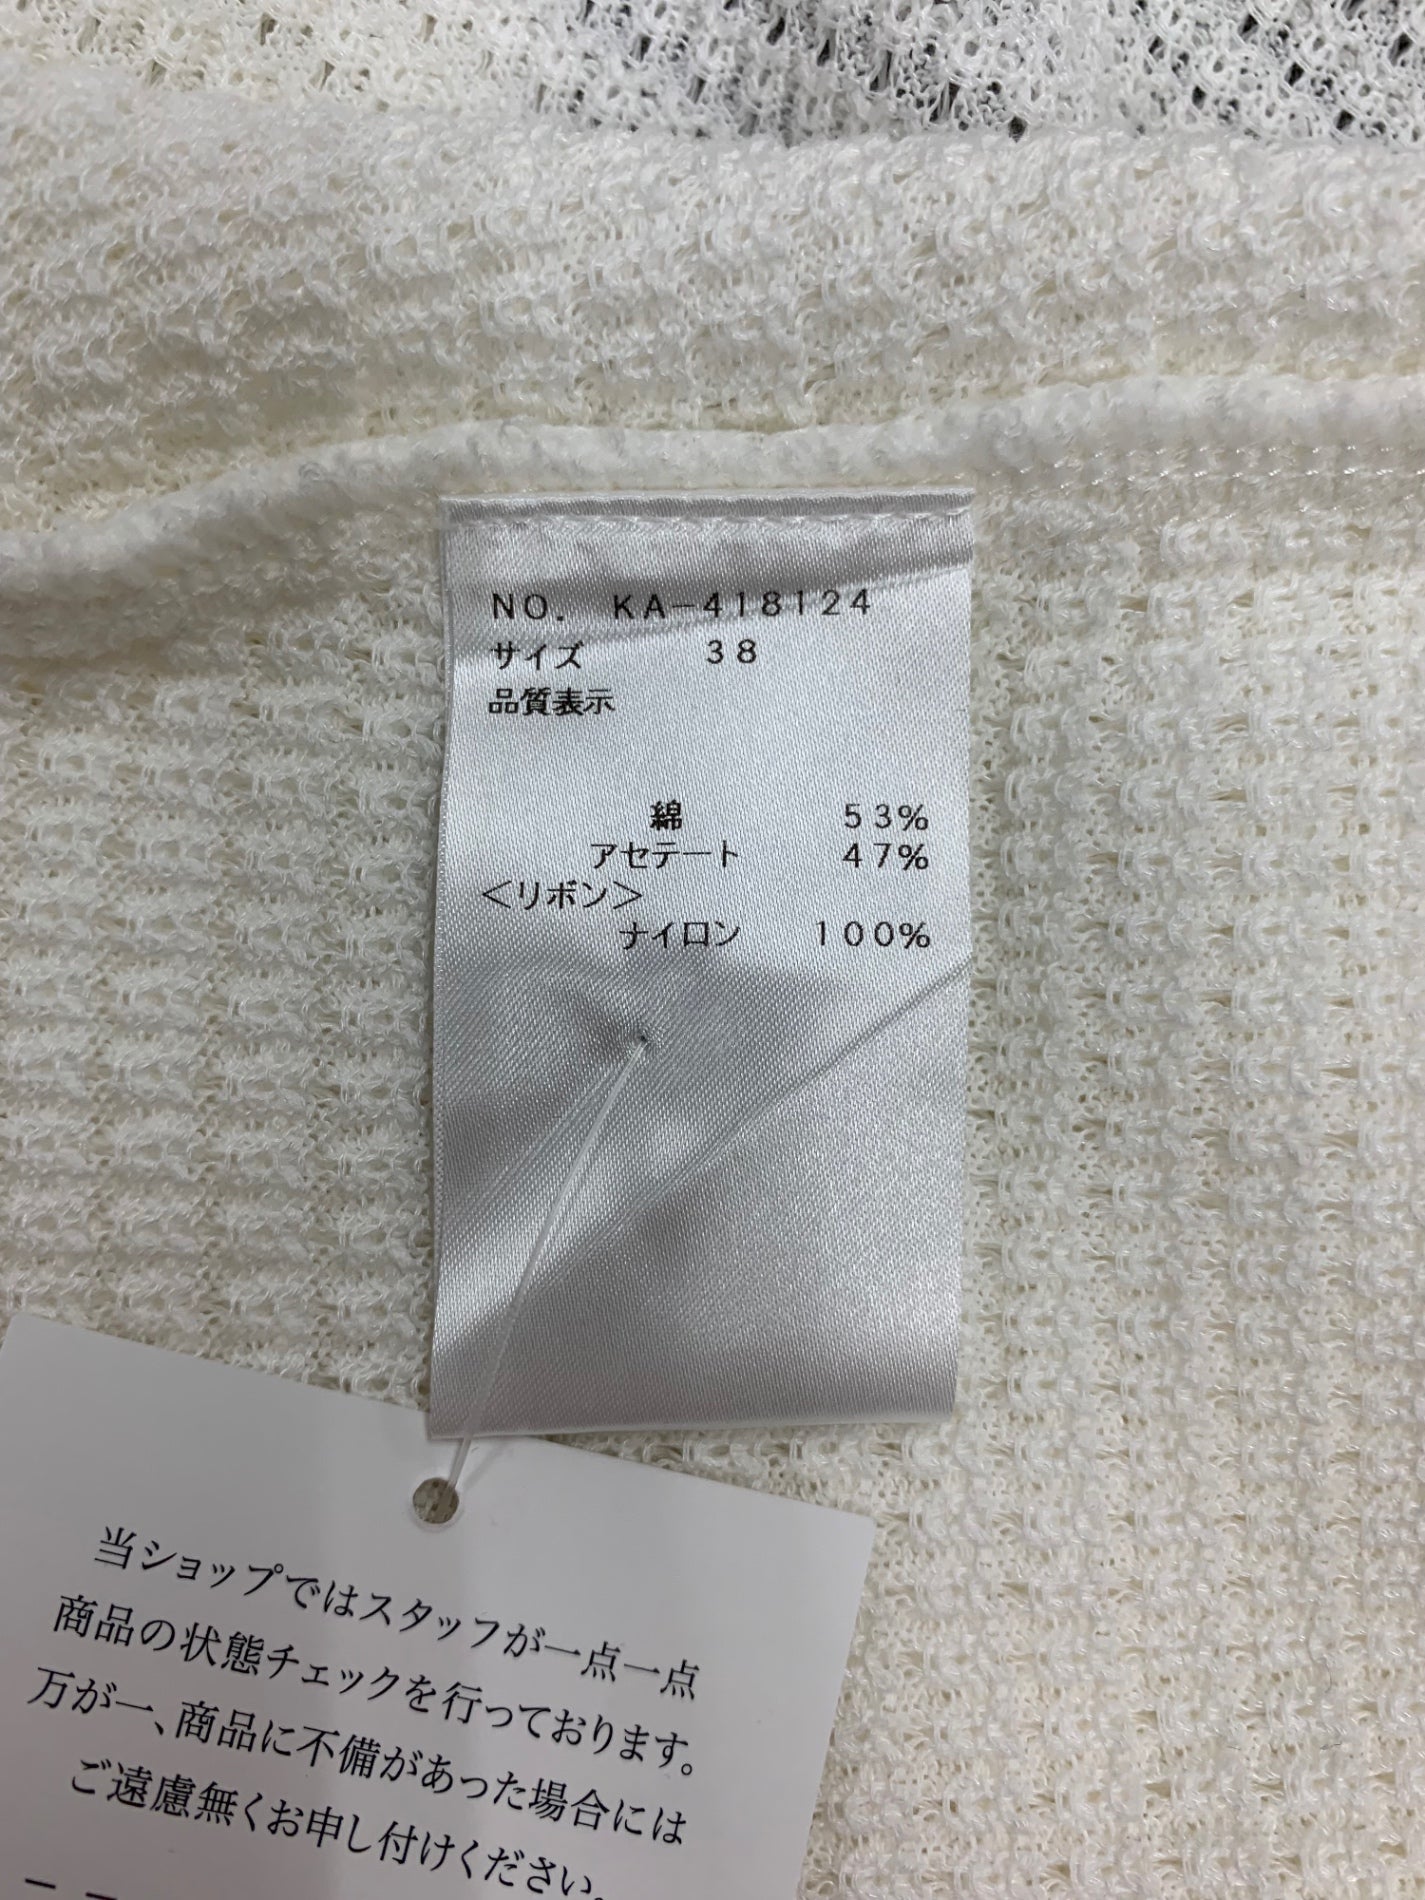 NO. KA-418124
サイズ 38
品質表示
綿 53%
アセテート 47%
<リボン>
ナイロン 100%
当ショップではスタッフが一点一点
商品の状態チェックを行っております。
万が一、商品に不備があった場合には
ご遠慮無くお申し付けください。